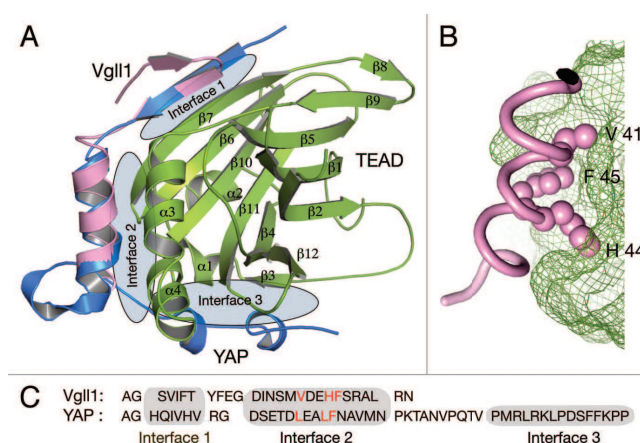 A
Vgll1
Interface 1
β8
β7
β9
β6
β5
β10
β1
TEAD
α2
α3
β11
β2
Interface 2
β4
β12
α1
β3
α4
Interface 3
YAP
B
V 41
F 45
H 44
C
Vgll1: AG SVIFT YFEG DINSMVDEHFSRAL RN
YAP : AG HQIVHV RG DSETDLEALFNAVMN PKTANVPQTV PMRLRKLPDSFFKPP
Interface 1 Interface 2 Interface 3